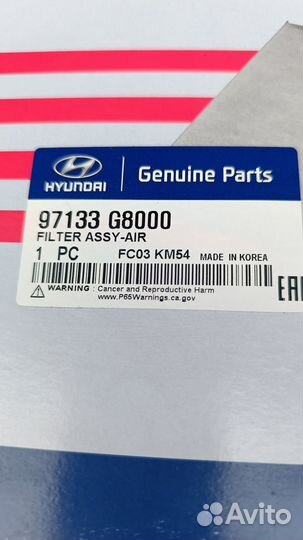 HYUNDAI
Genuine Parts
97133 G8000
FILTER ASSY-AIR
1 PC FC03 KM54 MADE IN KOREA
WARNING : Cancer and Reproductive Harm
www.P65Warnings.ca.gov
EAC
Avito